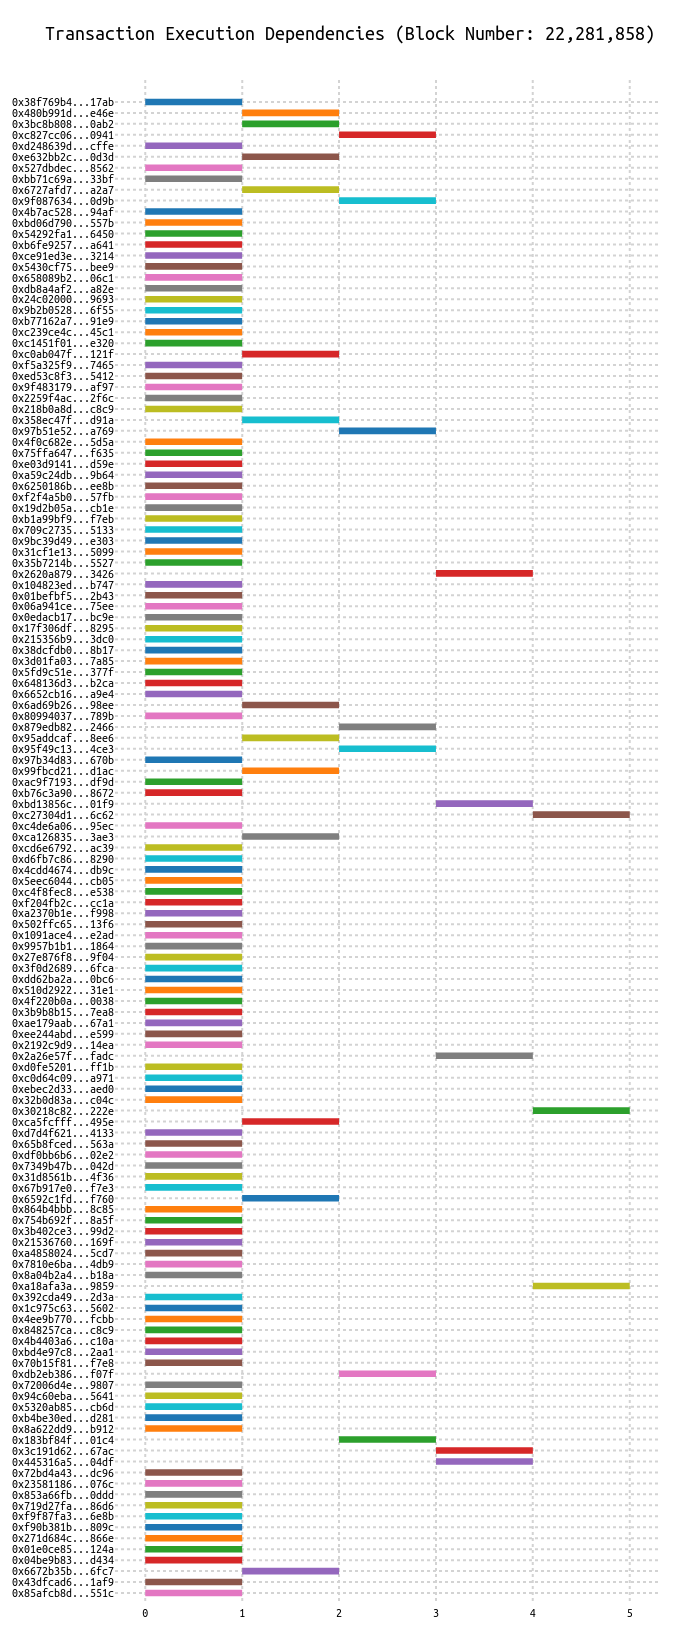 Transaction Execution Dependencies (Block Number: 22,281,858)
0x38f769b4...17ab
0x480b991d...e46e
0x3bc8b808...0ab2
0xc827cc06...0941
0xd248639d...cffe
0xe632bb2c...0d3d
0x527dbdec...8562
0xbb71c69a...33bf
0x6727afd7...a2a7
0x9f087634...0d9b
0x4b7ac528...94af
0xbd06d790...557b
0x54292fa1...6450
0xb6fe9257...a641
0xce91ed3e...3214
0x5430cf75...bee9
0x658089b2...06c1
0xdb8a4af2...a82e
0x24c02000...9693
0x9b2b0528...6f55
0xb77162a7...91e9
0xc239ce4c...45c1
0xc1451f01...e320
0xc0ab047f...121f
0xf5a325f9...7465
0xed53c8f3...5412
0x9f483179...af97
0x2259f4ac...2f6c
0x218b0a8d...c8c9
0x358ec47f...d91a
0x97b51e52...a769
0x4f0c682e...5d5a
0x75ffa647...f635
0xe03d9141...d59e
0xa59c24db...9b64
0x6250186b...ee8b
0xf2f4a5b0...57fb
0x19d2b05a...cb1e
0xb1a99bf9...f7eb
0x709c2735...5133
0x9bc39d49...e303
0x31cf1e13...5099
0x35b7214b...5527
0x2620a879...3426
0x104823ed...b747
0x01befbf5...2b43
0x06a941ce...75ee
0x0edacb17...bc9e
0x17f306df...8295
0x215356b9...3dc0
0x38dcfdb0...8b17
0x3d01fa03...7a85
0x5fd9c51e...377f
0x648136d3...b2ca
0x6652cb16...a9e4
0x6ad69b26...98ee
0x80994037...789b
0x879edb82...2466
0x95addcaf...8ee6
0x95f49c13...4ce3
0x97b34d83...670b
0x99fbcd21...d1ac
0xac9f7193...df9d
0xb76c3a90...8672
0xbd13856c...01f9
0xc27304d1...6c62
0xc4de6a06...95ec
0xca126835...3ae3
0xcd6e6792...ac39
0xd6fb7c86...8290
0x4cdd4674...db9c
0x5eec6044...cb05
0xc4f8fec8...e538
0xf204fb2c...cc1a
0xa2370b1e...f998
0x502ffc65...13f6
0x1091ace4...e2ad
0x9957b1b1...1864
0x27e876f8...9f04
0x3f0d2689...6fca
0xdd62ba2a...0bc6
0x510d2922...31e1
0x4f220b0a...0038
0x3b9b8b15...7ea8
0xae179aab...67a1
0xee244abd...e599
0x2192c9d9...14ea
0x2a26e57f...fadc
0xd0fe5201...ff1b
0xc0d64c09...a971
0xebec2d33...aed0
0x32b0d83a...c04c
0x30218c82...222e
0xca5fcfff...495e
0xd7d4f621...4133
0x65b8fced...563a
0xdf0bb6b6...02e2
0x7349b47b...042d
0x31d8561b...4f36
0x67b917e0...f7e3
0x6592c1fd...f760
0x864b4bbb...8c85
0x754b692f...8a5f
0x3b402ce3...99d2
0x21536760...169f
0xa4858024...5cd7
0x7810e6ba...4db9
0x8a04b2a4...b18a
0xa18afa3a...9859
0x392cda49...2d3a
0x1c975c63...5602
0x4ee9b770...fcbb
0x848257ca...c8c9
0x4b4403a6...c10a
0xbd4e97c8...2aa1
0x70b15f81...f7e8
0xdb2eb386...f07f
0x72006d4e...9807
0x94c60eba...5641
0x5320ab85...cb6d
0xb4be30ed...d281
0x8a622dd9...b912
0x183bf84f...01c4
0x3c191d62...67ac
0x445316a5...04df
0x72bd4a43...dc96
0x23581186...076c
0x853a66fb...0ddd
0x719d27fa...86d6
0xf9f87fa3...6e8b
0xf90b381b...809c
0x271d684c...866e
0x01e0ce85...124a
0x04be9b83...d434
0x6672b35b...6fc7
0x43dfcad6...1af9
0x85afcb8d...551c
0 1 2 3 4 5